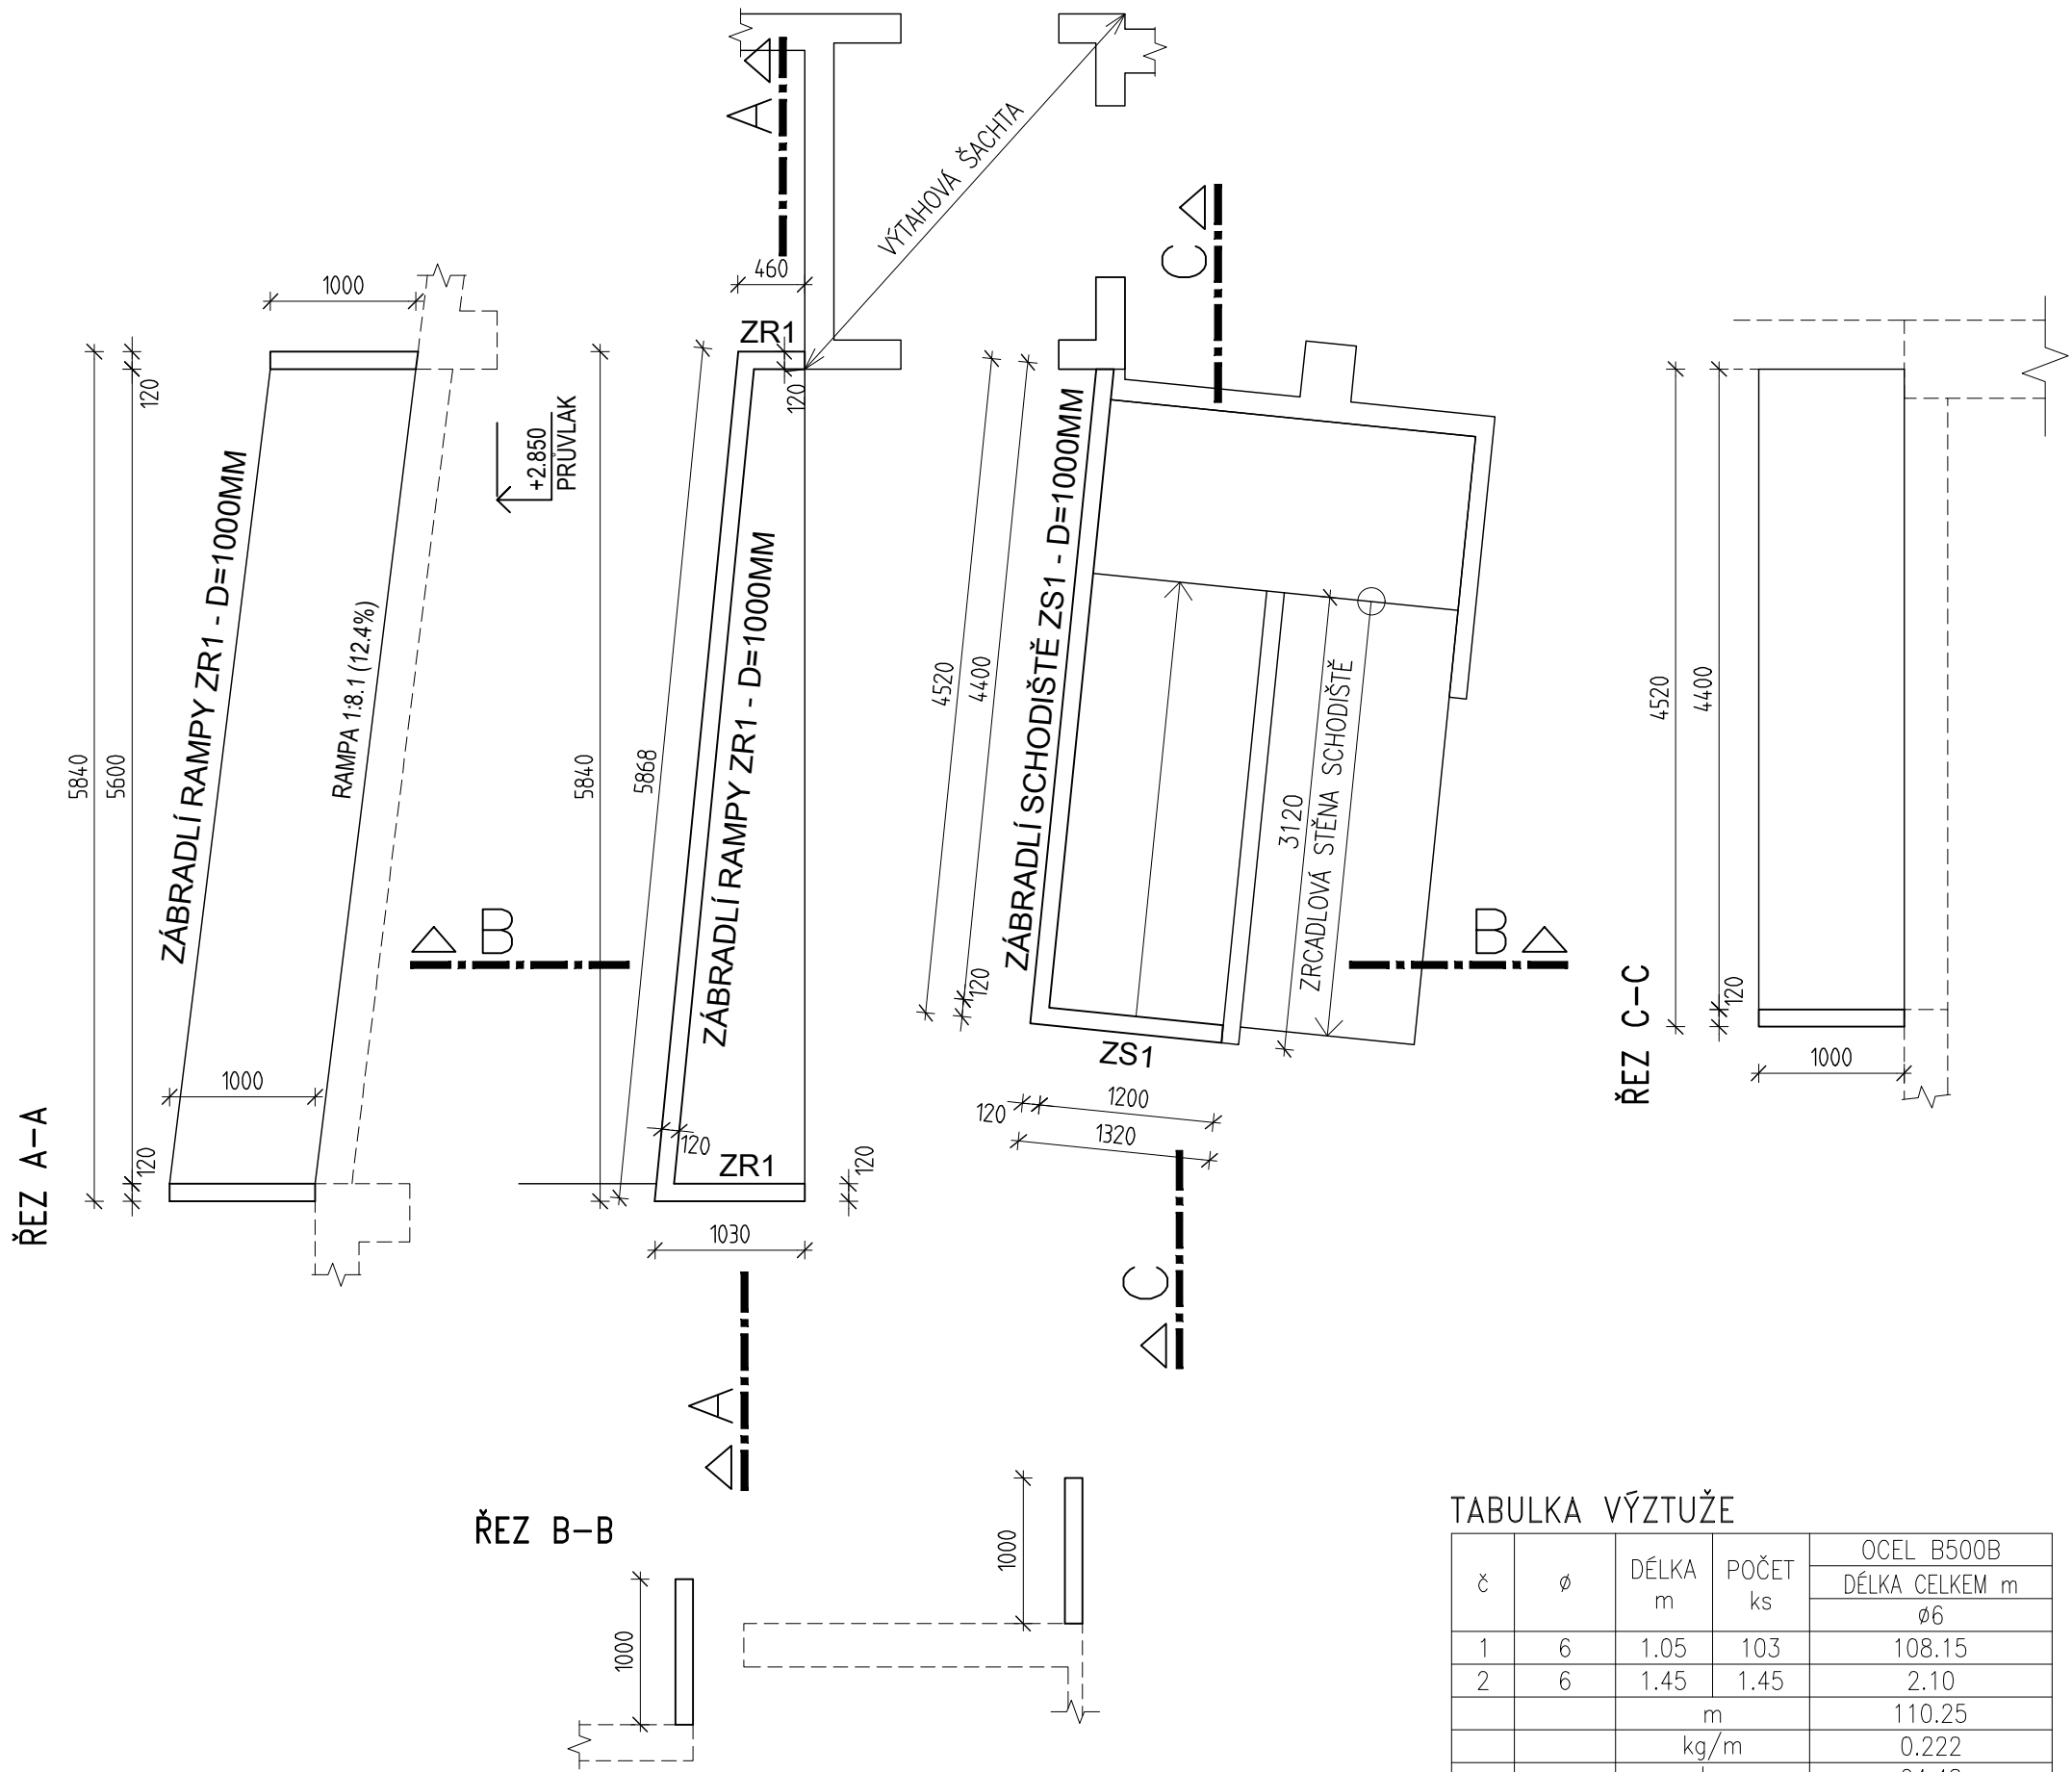 A
VÝTAHOVÁ ŠACHTA
C
460
1000
ZR1
120
120
+2.850
PRŮVLAK
ZÁBRADLÍ RAMPY ZR1 - D=1000MM
RAMPA 1:8.1 (12.4%)
5840
5600
1000
120
ŘEZ A-A
B
5840
5868
ZÁBRADLÍ RAMPY ZR1 - D=1000MM
120
ZR1
120
1030
A
4520
4400
120
ZÁBRADLÍ SCHODIŠTĚ ZS1 - D=1000MM
3120
ZRCADLOVÁ STĚNA SCHODIŠTĚ
ZS1
120
1200
1320
C
B
4520
4400
120
1000
ŘEZ C-C
ŘEZ B-B
1000
1000
TABULKA VÝZTUŽE
č ø DÉLKA m POČET ks OCEL B500B
DÉLKA CELKEM m
ø6
1 6 1.05 103 108.15
2 6 1.45 1.45 2.10
m 110.25
kg/m 0.222